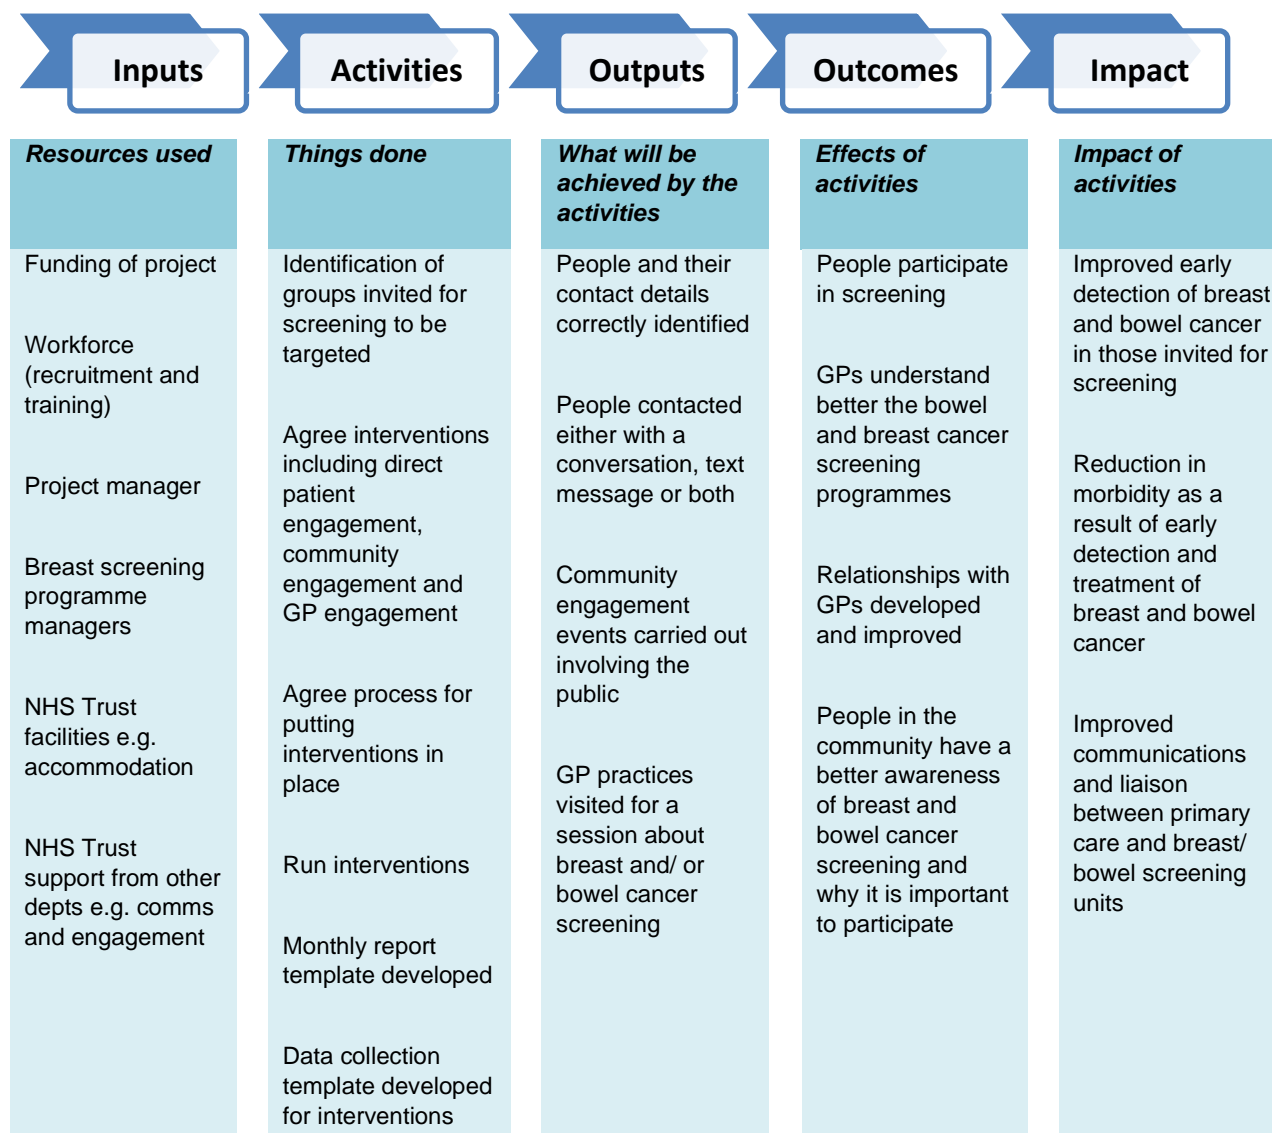 Inputs
Activities
Outputs
Outcomes
Impact
Resources used
Funding of project
Workforce
(recruitment and
training)
Project manager
Breast screening
programme
managers
NHS Trust
facilities e.g.
accommodation
NHS Trust
support from other
depts e.g. comms
and engagement
Things done
Identification of
groups invited for
screening to be
targeted
Agree interventions
including direct
patient
engagement,
community
engagement and
GP engagement
Agree process for
putting
interventions in
place
Run interventions
Monthly report
template developed
Data collection
template developed
for interventions
What will be
achieved by the
activities
People and their
contact details
correctly identified
People contacted
either with a
conversation, text
message or both
Community
engagement
events carried out
involving the
public
GP practices
visited for a
session about
breast and/ or
bowel cancer
screening
Effects of
activities
People participate
in screening
GPs understand
better the bowel
and breast cancer
screening
programmes
Relationships with
GPs developed
and improved
People in the
community have a
better awareness
of breast and
bowel cancer
screening and
why it is important
to participate
Impact of
activities
Improved early
detection of breast
and bowel cancer
in those invited for
screening
Reduction in
morbidity as a
result of early
detection and
treatment of
breast and bowel
cancer
Improved
communications
and liaison
between primary
care and breast/
bowel screening
units